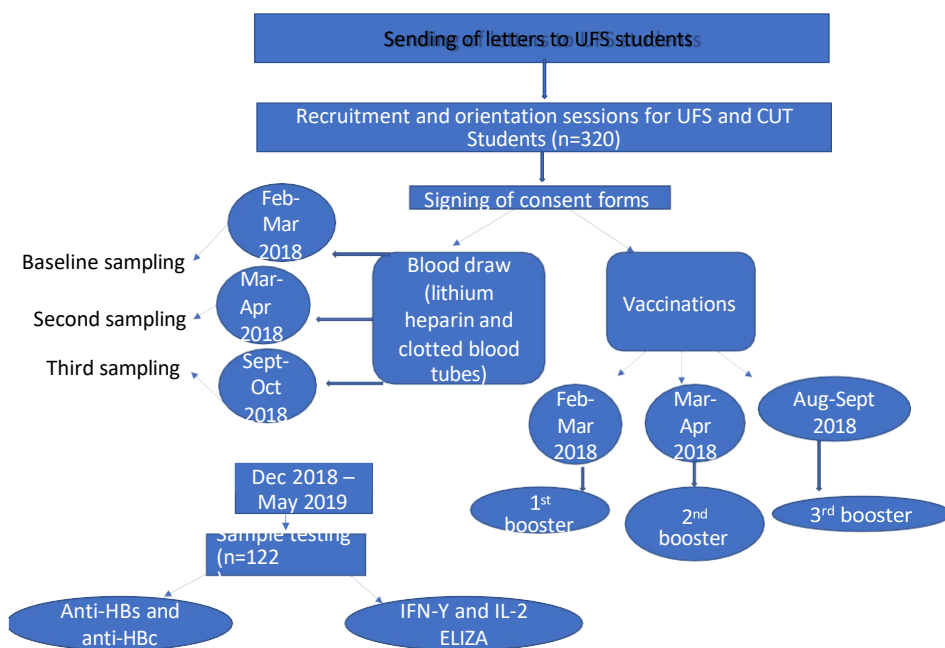 Sending of letters to UFS students
Recruitment and orientation sessions for UFS and CUT
Students (n=320)
Signing of consent forms
Feb-
Mar
2018
Baseline sampling
Mar-
Apr
2018
Second sampling
Sept-
Oct
2018
Third sampling
Blood draw
(lithium
heparin and
clotted blood
tubes)
Vaccinations
Feb-
Mar
2018
Mar-
Apr
2018
Aug-Sept
2018
1st
booster
2nd
booster
3rd booster
Dec 2018 –
May 2019
Sample testing
(n=122
)
Anti-HBs and
anti-HBc
IFN-Y and IL-2
ELIZA